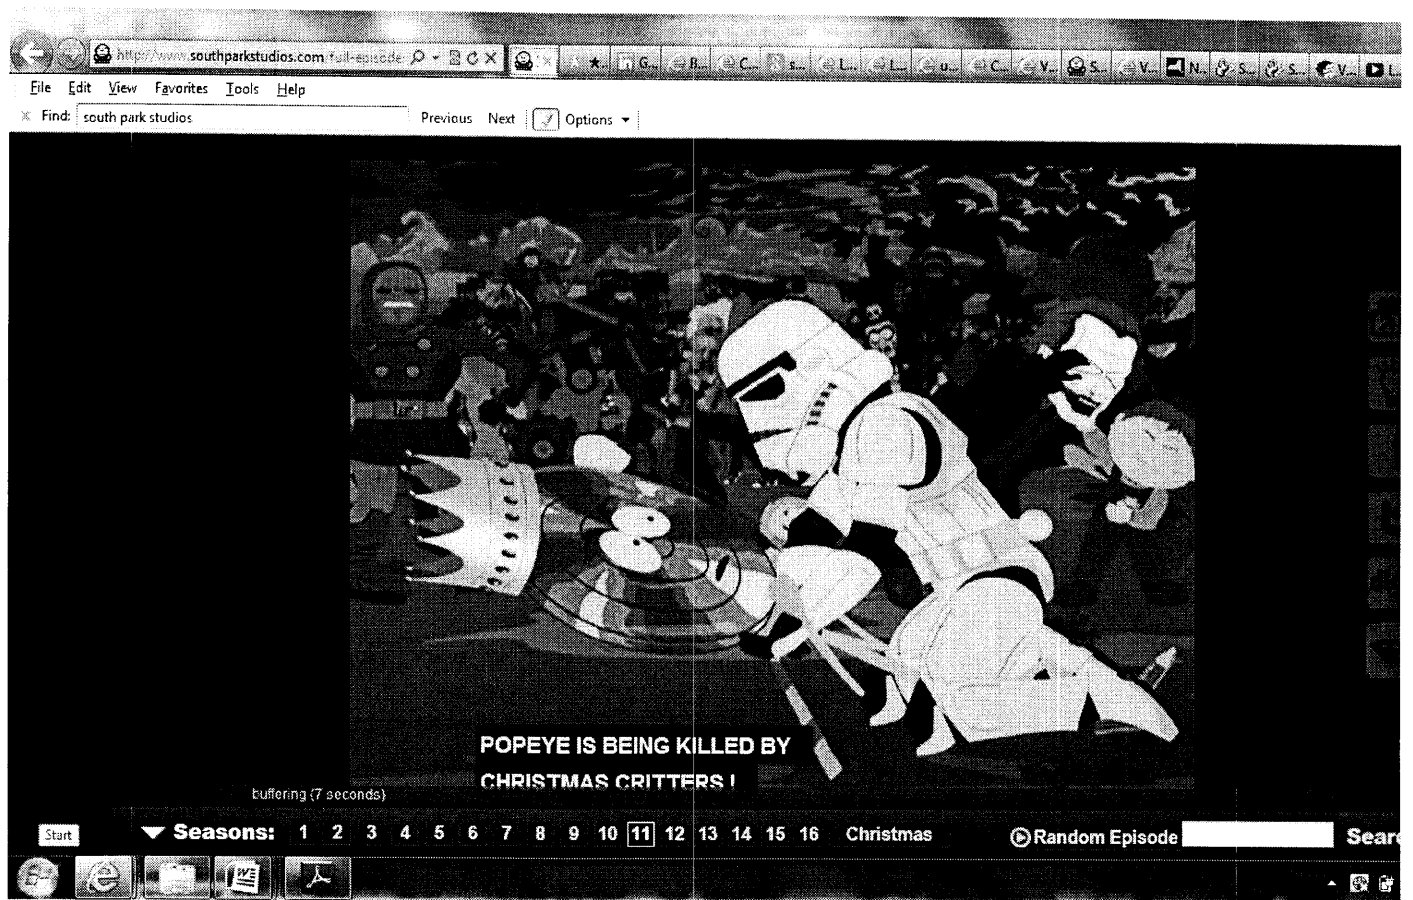 http://www.southparkstudios.com/full-episode
★.. G... B... C... s... L... L... u... C... V... S... V... N... S... S... V... L
File Edit View Favorites Tools Help
× Find: south park studios Previous Next Options
POPEYE IS BEING KILLED BY
CHRISTMAS CRITTERS !
buffering (7 seconds)
Start Seasons: 1 2 3 4 5 6 7 8 9 10 11 12 13 14 15 16 Christmas Random Episode Sear